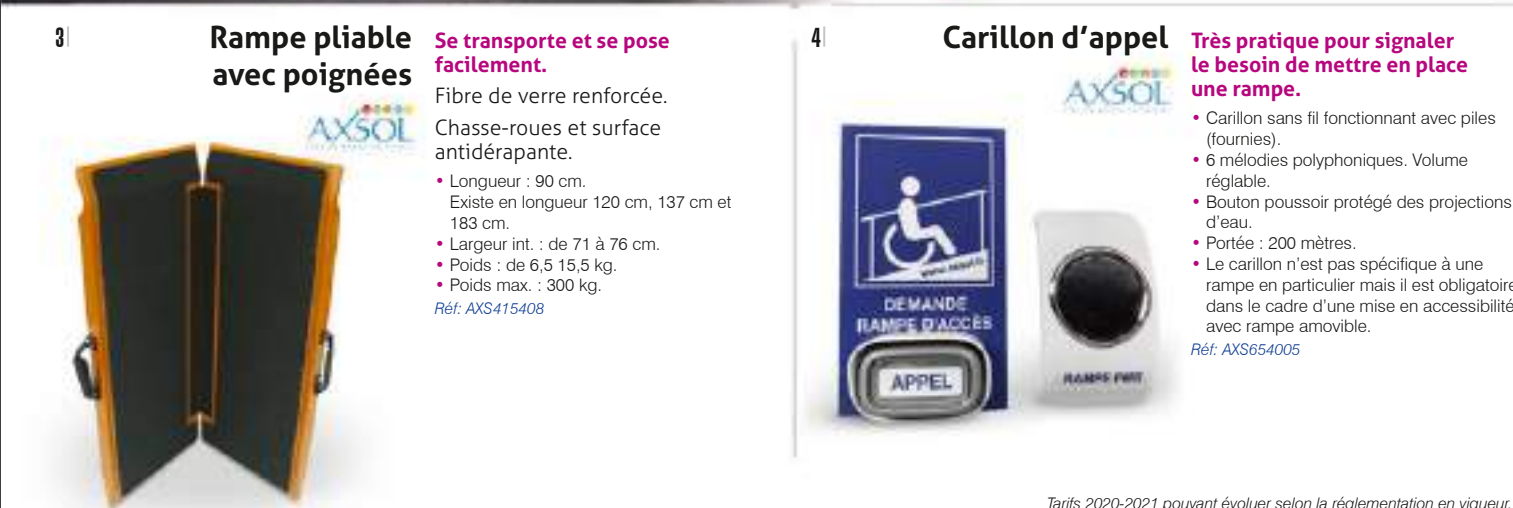 3|
Rampe pliable
avec poignées
AXSOL
Se transporte et se pose
facilement.
Fibre de verre renforcée.
Chasse-roues et surface
antidérapante.
• Longueur : 90 cm.
Existe en longueur 120 cm, 137 cm et
183 cm.
• Largeur int. : de 71 à 76 cm.
• Poids : de 6,5 15,5 kg.
• Poids max. : 300 kg.
Réf: AXS415408
4|
Carillon d'appel
AXSOL
DEMANDE
RAMPE D'ACCÈS
APPEL
RAMPE PMR
Très pratique pour signaler
le besoin de mettre en place
une rampe.
• Carillon sans fil fonctionnant avec piles
(fournies).
• 6 mélodies polyphoniques. Volume
réglable.
• Bouton poussoir protégé des projections
d'eau.
• Portée : 200 mètres.
• Le carillon n'est pas spécifique à une
rampe en particulier mais il est obligatoire
dans le cadre d'une mise en accessibilité
avec rampe amovible.
Réf: AXS654005
Tarifs 2020-2021 pouvant évoluer selon la réglementation en vigueur.